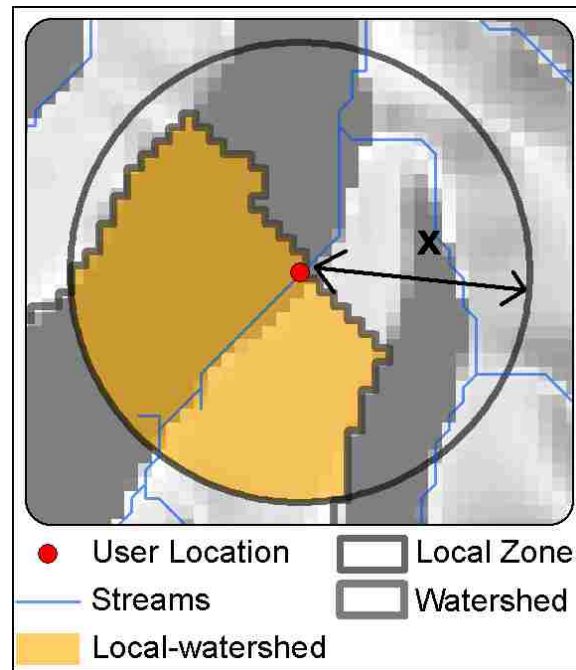 x
User Location
Local Zone
Streams
Watershed
Local-watershed